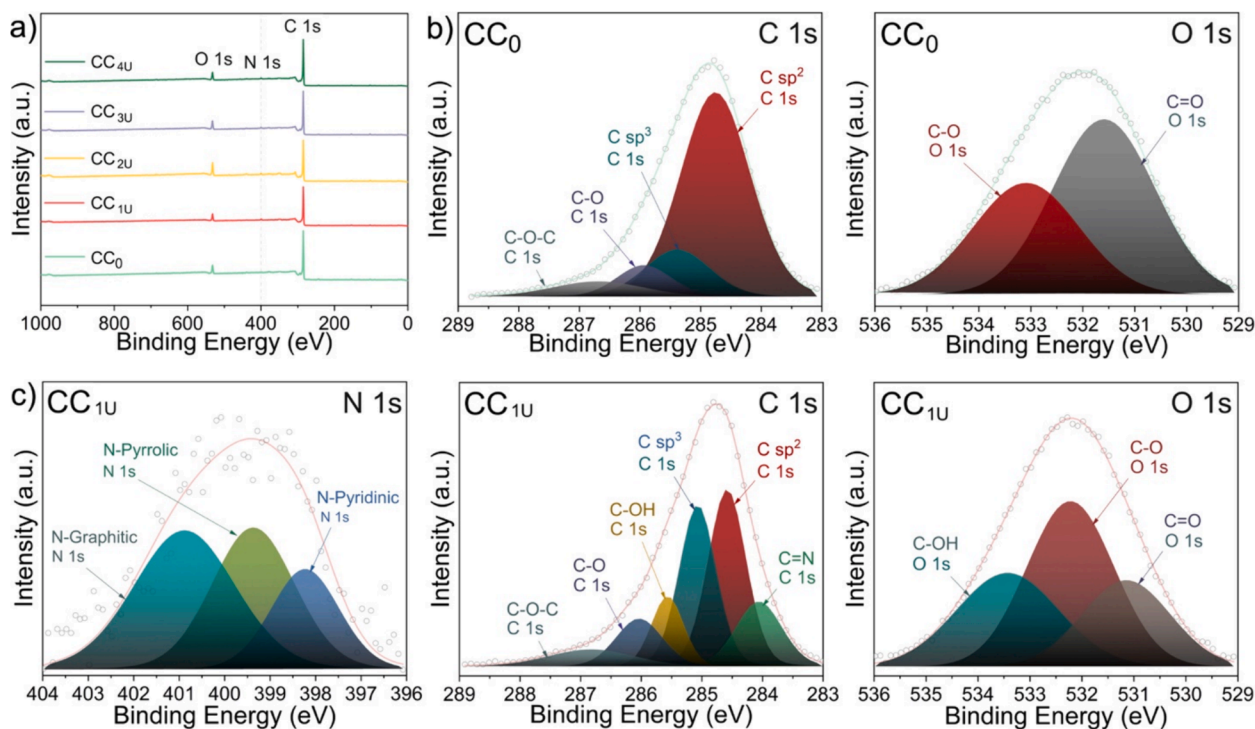 a)
C 1s
O 1s N 1s
CC4U
CC3U
CC2U
CC1U
CC0
Intensity (a.u.)
1000 800 600 400 200 0
Binding Energy (eV)
b)
CC0
C 1s
C sp2
C 1s
C sp3
C 1s
C-O
C 1s
C-O-C
C 1s
Intensity (a.u.)
289 288 287 286 285 284 283
Binding Energy (eV)
CC0
O 1s
C=O
O 1s
C-O
O 1s
Intensity (a.u.)
536 535 534 533 532 531 530 529
Binding Energy (eV)
c)
CC1U
N 1s
N-Pyrrolic
N 1s
N-Pyridinic
N 1s
N-Graphitic
N 1s
Intensity (a.u.)
404 403 402 401 400 399 398 397 396
Binding Energy (eV)
CC1U
C 1s
C sp3
C 1s
C sp2
C 1s
C-OH
C 1s
C-O
C 1s
C=N
C 1s
C-O-C
C 1s
Intensity (a.u.)
289 288 287 286 285 284 283
Binding Energy (eV)
CC1U
O 1s
C-O
O 1s
C=O
O 1s
C-OH
O 1s
Intensity (a.u.)
536 535 534 533 532 531 530 529
Binding Energy (eV)